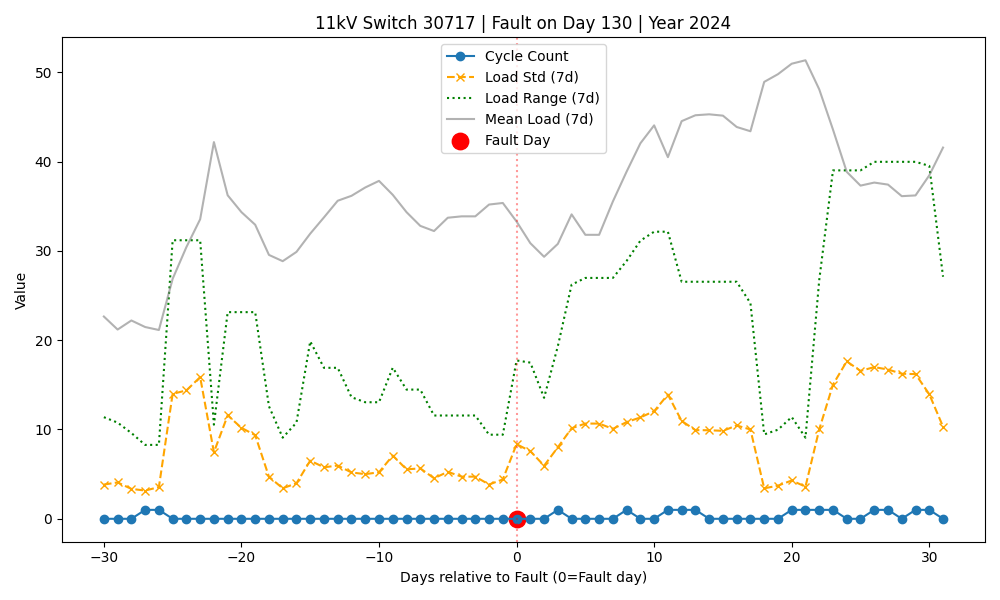 11kV Switch 30717 | Fault on Day 130 | Year 2024
Cycle Count
Load Std (7d)
Load Range (7d)
Mean Load (7d)
Fault Day
Value
50
40
30
20
10
0
−30
−20
−10
0
10
20
30
Days relative to Fault (0=Fault day)